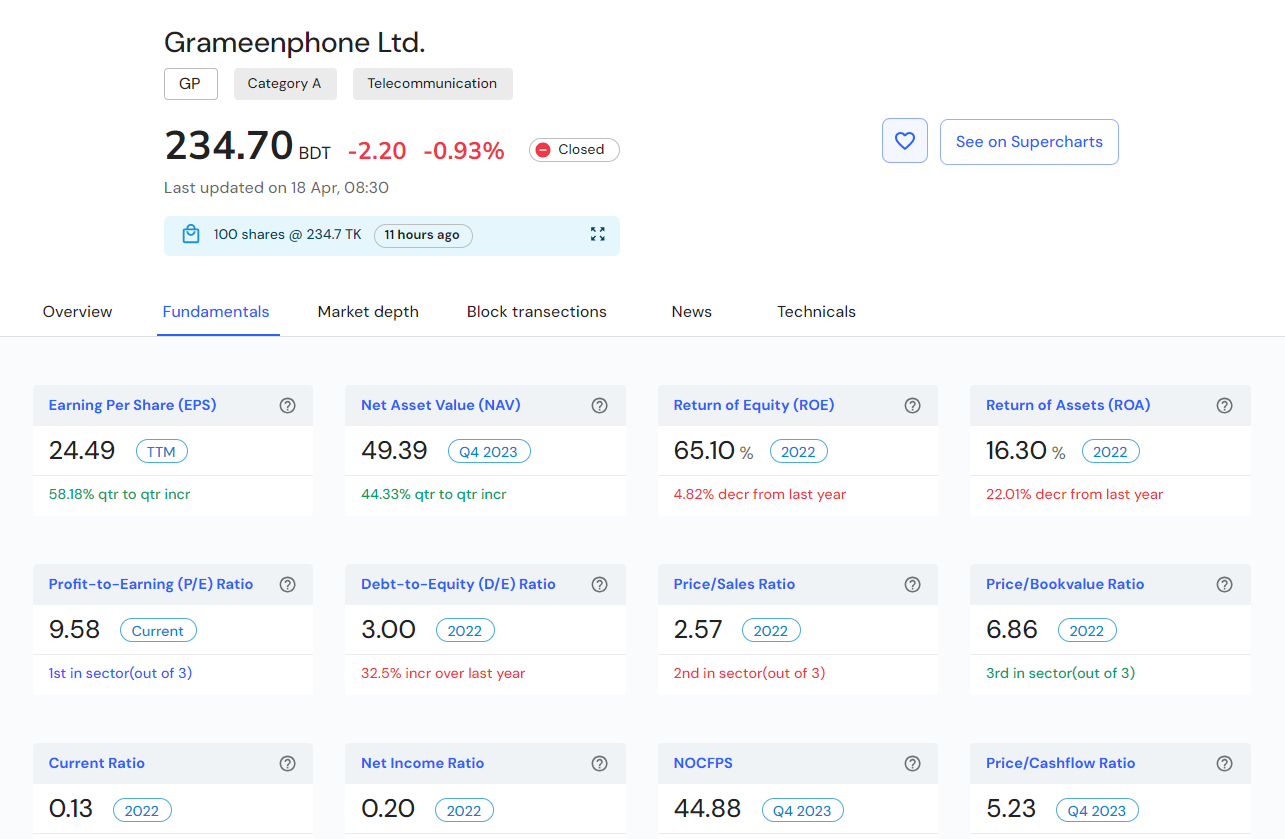 Grameenphone Ltd.
GP Category A Telecommunication
234.70 BDT -2.20 -0.93% Closed
See on Supercharts
Last updated on 18 Apr, 08:30
100 shares @ 234.7 TK 11 hours ago
Overview Fundamentals Market depth Block transections News Technicals
Earning Per Share (EPS) Net Asset Value (NAV) Return of Equity (ROE) Return of Assets (ROA)
24.49 TTM 49.39 Q4 2023 65.10 % 2022 16.30 % 2022
58.18% qtr to qtr incr 44.33% qtr to qtr incr 4.82% decr from last year 22.01% decr from last year
Profit-to-Earning (P/E) Ratio Debt-to-Equity (D/E) Ratio Price/Sales Ratio Price/Bookvalue Ratio
9.58 Current 3.00 2022 2.57 2022 6.86 2022
1st in sector(out of 3) 32.5% incr over last year 2nd in sector(out of 3) 3rd in sector(out of 3)
Current Ratio Net Income Ratio NOCFPS Price/Cashflow Ratio
0.13 2022 0.20 2022 44.88 Q4 2023 5.23 Q4 2023